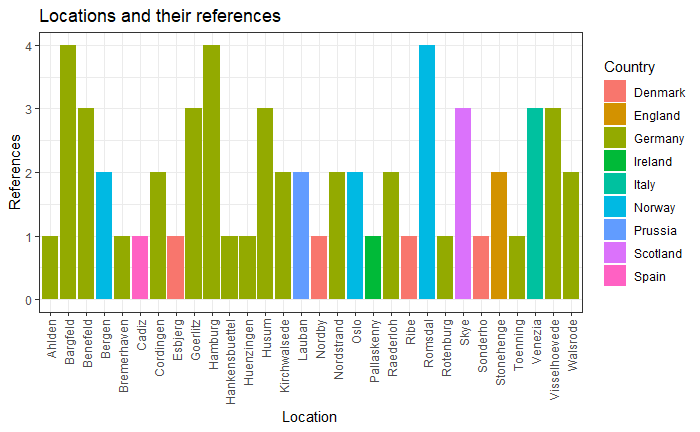 Locations and their references
References
4
3
2
1
0
Ahlden
Bargfeld
Benefeld
Bergen
Bremerhaven
Cadiz
Cordingen
Esbjerg
Goerlitz
Hamburg
Hankensbuettel
Huenzingen
Husum
Kirchwalsede
Lauban
Nordby
Nordstrand
Oslo
Pallaskenny
Raederloh
Ribe
Romsdal
Rotenburg
Skye
Sonderho
Stonehenge
Toenning
Venezia
Visselhoevede
Walsrode
Location
Country
Denmark
England
Germany
Ireland
Italy
Norway
Prussia
Scotland
Spain